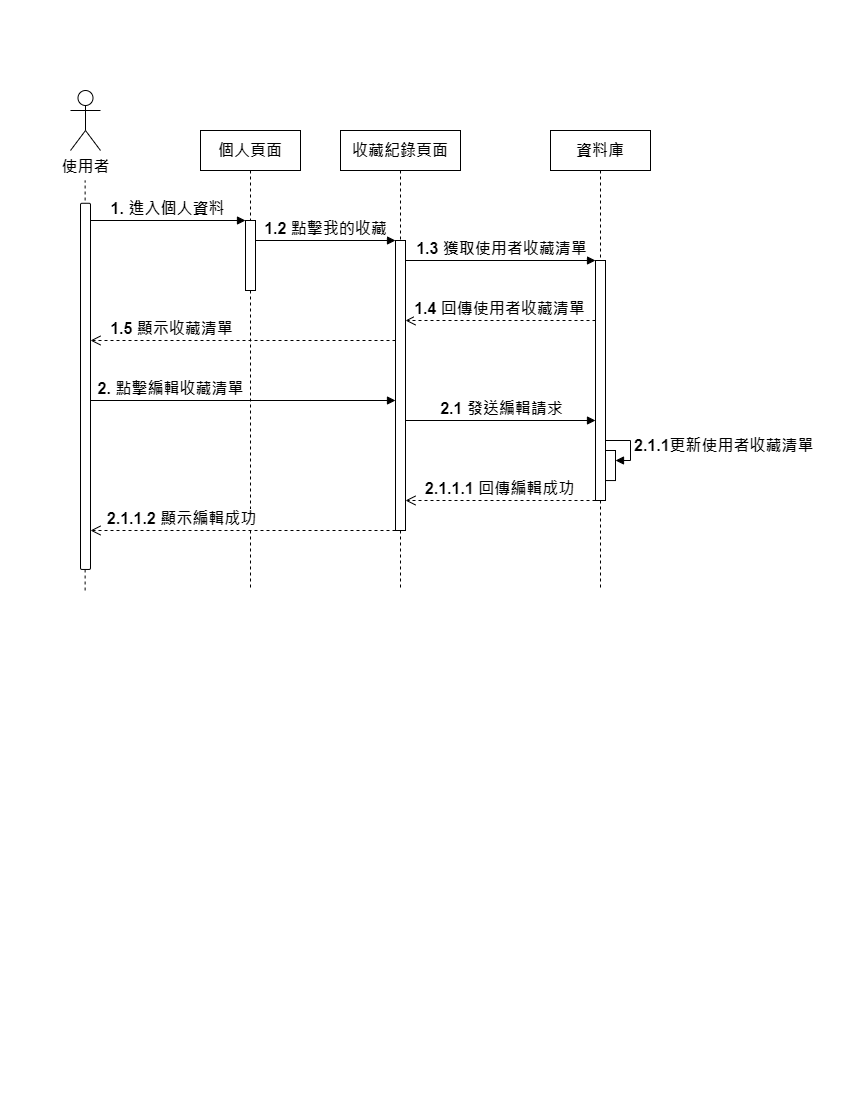 使用者
個人頁面
收藏紀錄頁面
資料庫
1. 進入個人資料
1.2 點擊我的收藏
1.3 獲取使用者收藏清單
1.4 回傳使用者收藏清單
1.5 顯示收藏清單
2. 點擊編輯收藏清單
2.1 發送編輯請求
2.1.1更新使用者收藏清單
2.1.1.1 回傳編輯成功
2.1.1.2 顯示編輯成功